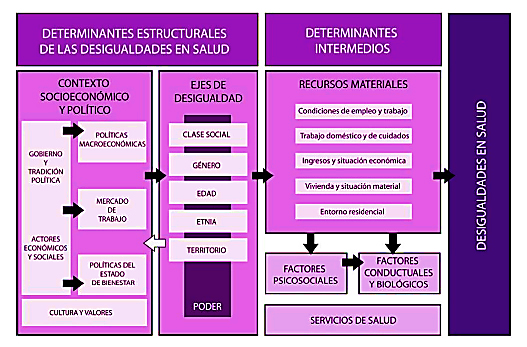 DETERMINANTES ESTRUCTURALES
DE LAS DESIGUALDADES EN SALUD
DETERMINANTES
INTERMEDIOS
CONTEXTO
SOCIOECONÓMICO
Y POLÍTICO
GOBIERNO
Y
TRADICIÓN
POLÍTICA
ACTORES
ECONÓMICOS
Y SOCIALES
POLÍTICAS
MACROECONÓMICAS
MERCADO
DE
TRABAJO
POLÍTICAS DEL
ESTADO
DE BIENESTAR
CULTURA Y VALORES
EJES DE
DESIGUALDAD
CLASE SOCIAL
GÉNERO
EDAD
ETNIA
TERRITORIO
PODER
RECURSOS MATERIALES
Condiciones de empleo y trabajo
Trabajo doméstico y de cuidados
Ingresos y situación económica
Vivienda y situación material
Entorno residencial
FACTORES
PSICOSOCIALES
FACTORES
CONDUCTUALES
Y BIOLÓGICOS
SERVICIOS DE SALUD
DESIGUALDADES EN SALUD